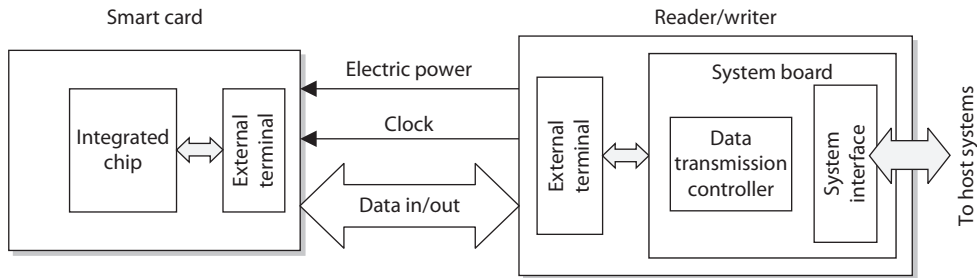 Smart card
Reader/writer
Electric power
System board
Integrated
chip
External
terminal
Clock
External
terminal
Data
transmission
controller
System
interface
Data in/out
To host systems